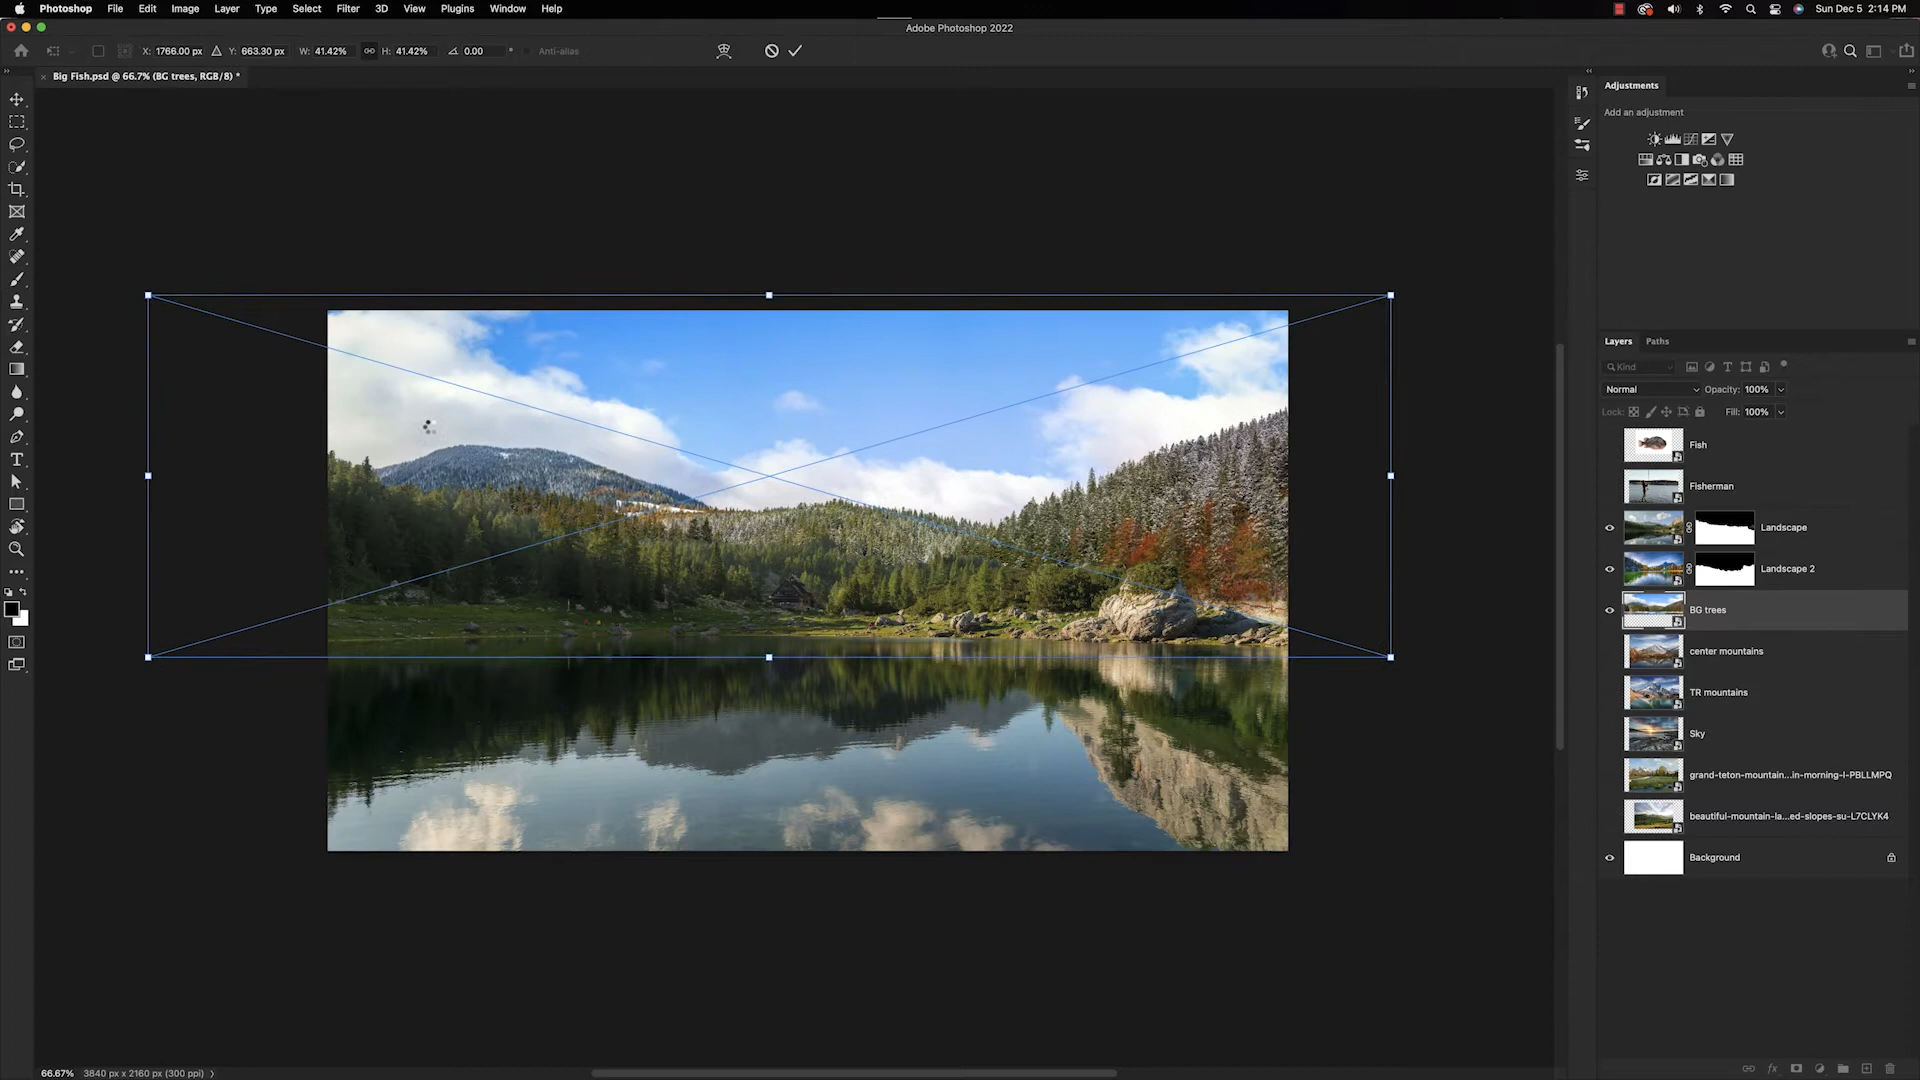 Photoshop File Edit Image Layer Type Select Filter 3D View Plugins Window Help Sun Dec 5 2:14 PM
Adobe Photoshop 2022
X: 1766.00 px Y: 663.30 px W: 41.42% H: 41.42% 0.00 ° Anti-alias
Big Fish.psd @ 66.7% (BG trees, RGB/8) *
Adjustments
Add an adjustment
Layers Paths
Kind
Normal Opacity: 100%
Lock: Fill: 100%
Fish
Fisherman
Landscape
Landscape 2
BG trees
center mountains
TR mountains
Sky
grand-teton-mountain...in-morning-l-PBLLMPQ
beautiful-mountain-la...ed-slopes-su-L7CLYK4
Background
66.67% 3840 px x 2160 px (300 ppi)